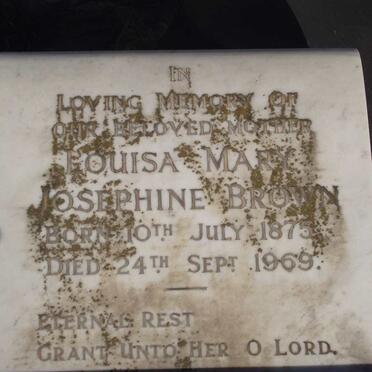 IN
LOVING MEMORY OF
OUR BELOVED MOTHER
LOUISA MARY
JOSEPHINE BROWN
BORN 10TH JULY 1875.
DIED 24TH SEPT 1969.
ETERNAL REST
GRANT UNTO HER O LORD.